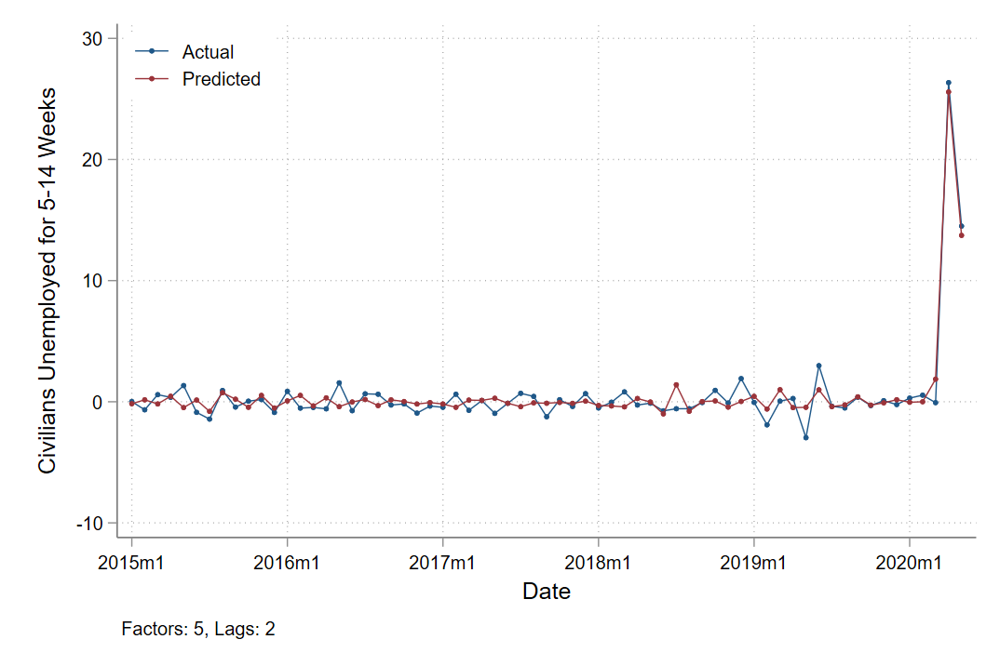 Actual
Predicted
Civilians Unemployed for 5-14 Weeks
30
20
10
0
-10
2015m1 2016m1 2017m1 2018m1 2019m1 2020m1
Date
Factors: 5, Lags: 2